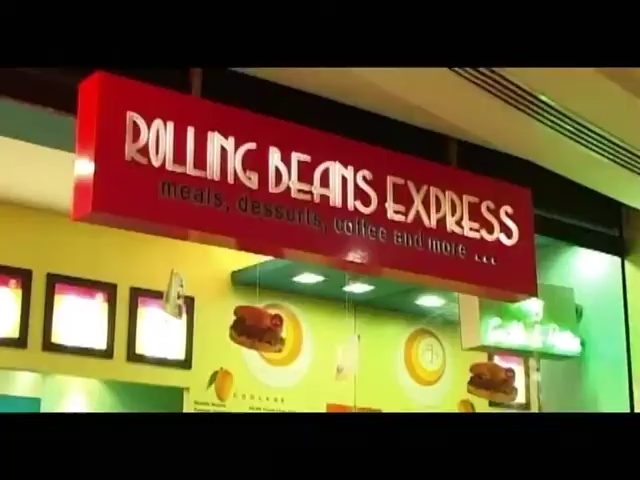 ROLLING BEANS EXPRESS
meals, desserts, coffee and more ...